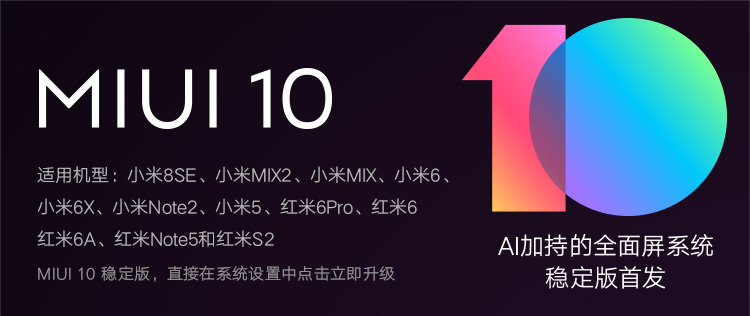 MIUI 10
适用机型：小米8SE、小米MIX2、小米MIX、小米6、
小米6X、小米Note2、小米5、红米6Pro、红米6
红米6A、红米Note5和红米S2
MIUI 10 稳定版，直接在系统设置中点击立即升级
10
AI加持的全面屏系统
稳定版首发